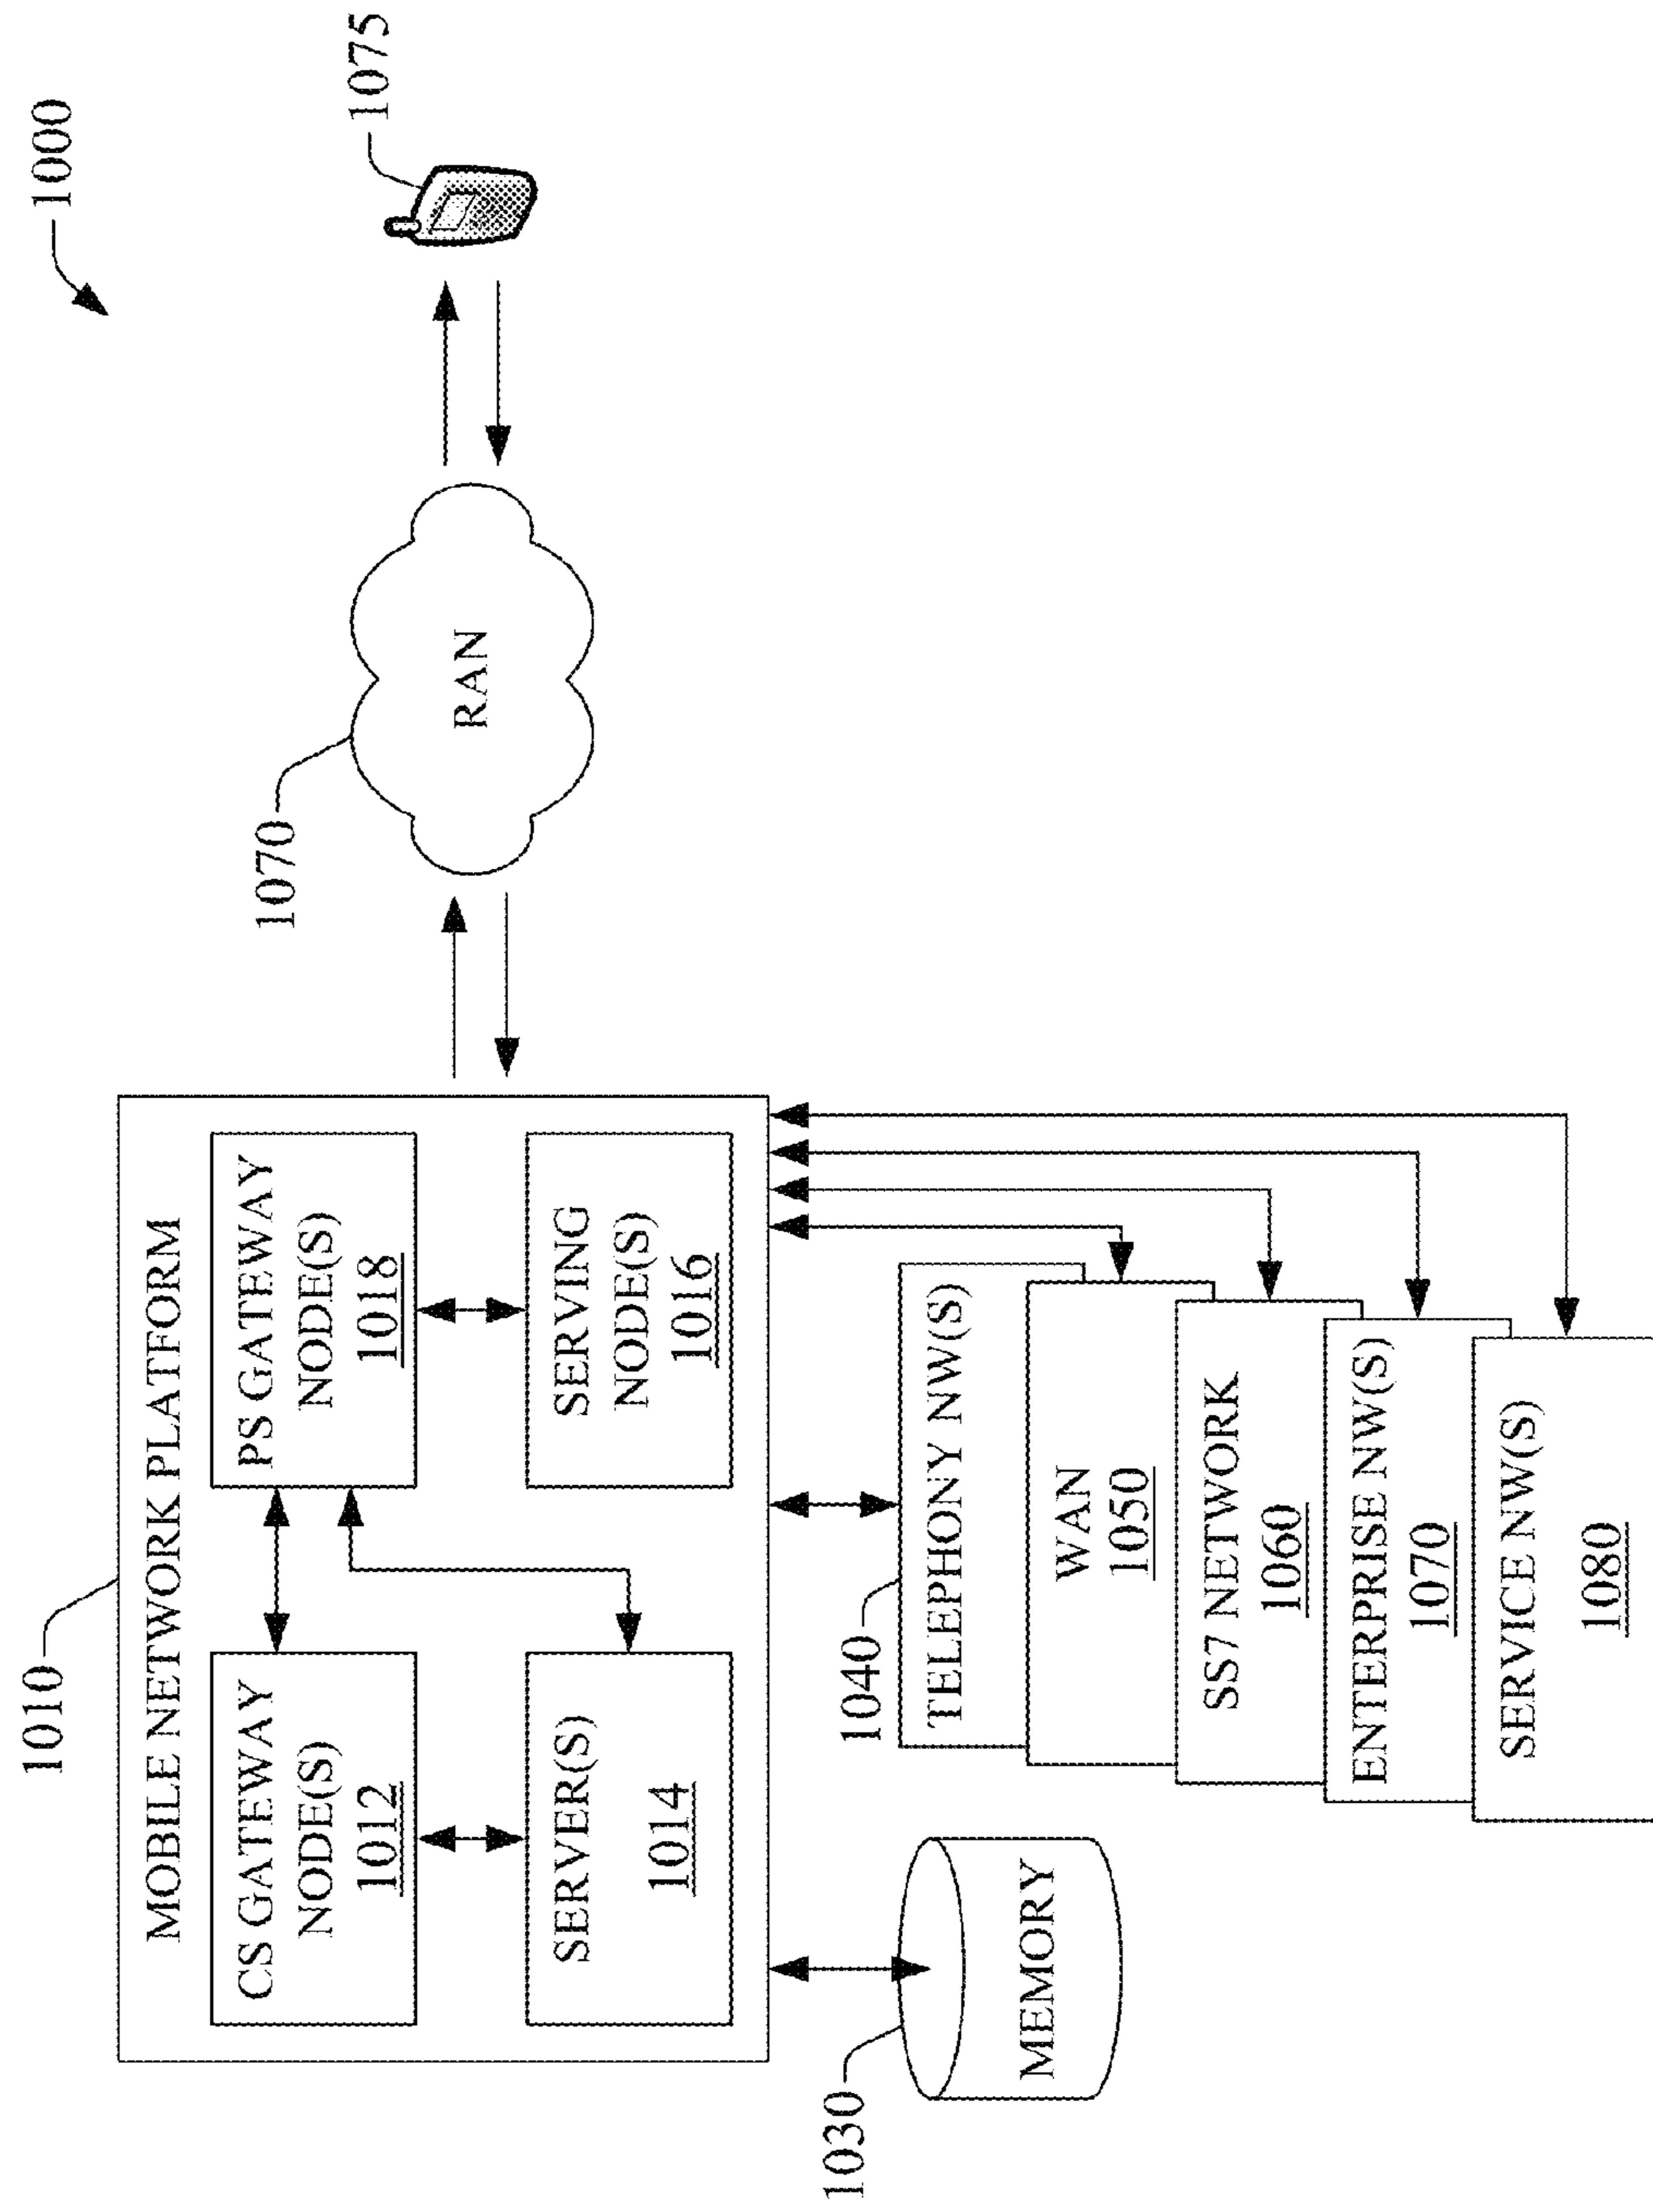 1000
1010
MOBILE NETWORK PLATFORM
CS GATEWAY
NODE(S)
1012
PS GATEWAY
NODE(S)
1018
SERVER(S)
1014
SERVING
NODE(S)
1016
1070
RAN
1075
1030
MEMORY
1040
TELEPHONY NW(S)
WAN
1050
SS7 NETWORK
1060
ENTERPRISE NW(S)
1070
SERVICE NW(S)
1080